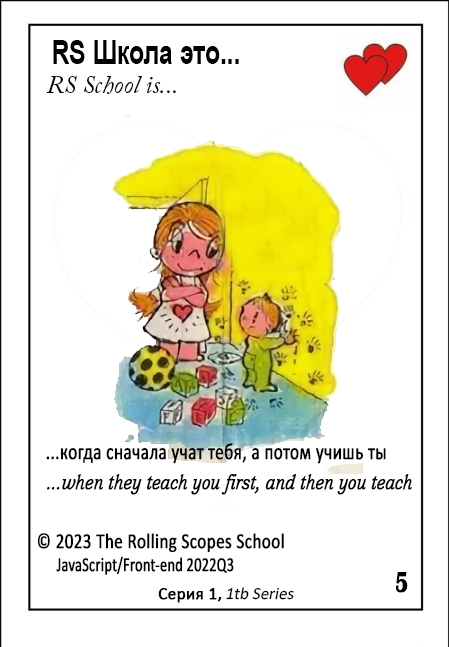 RS Школа это...
RS School is...
...когда сначала учат тебя, а потом учишь ты
...when they teach you first, and then you teach
© 2023 The Rolling Scopes School
JavaScript/Front-end 2022Q3
Серия 1, 1tb Series
5